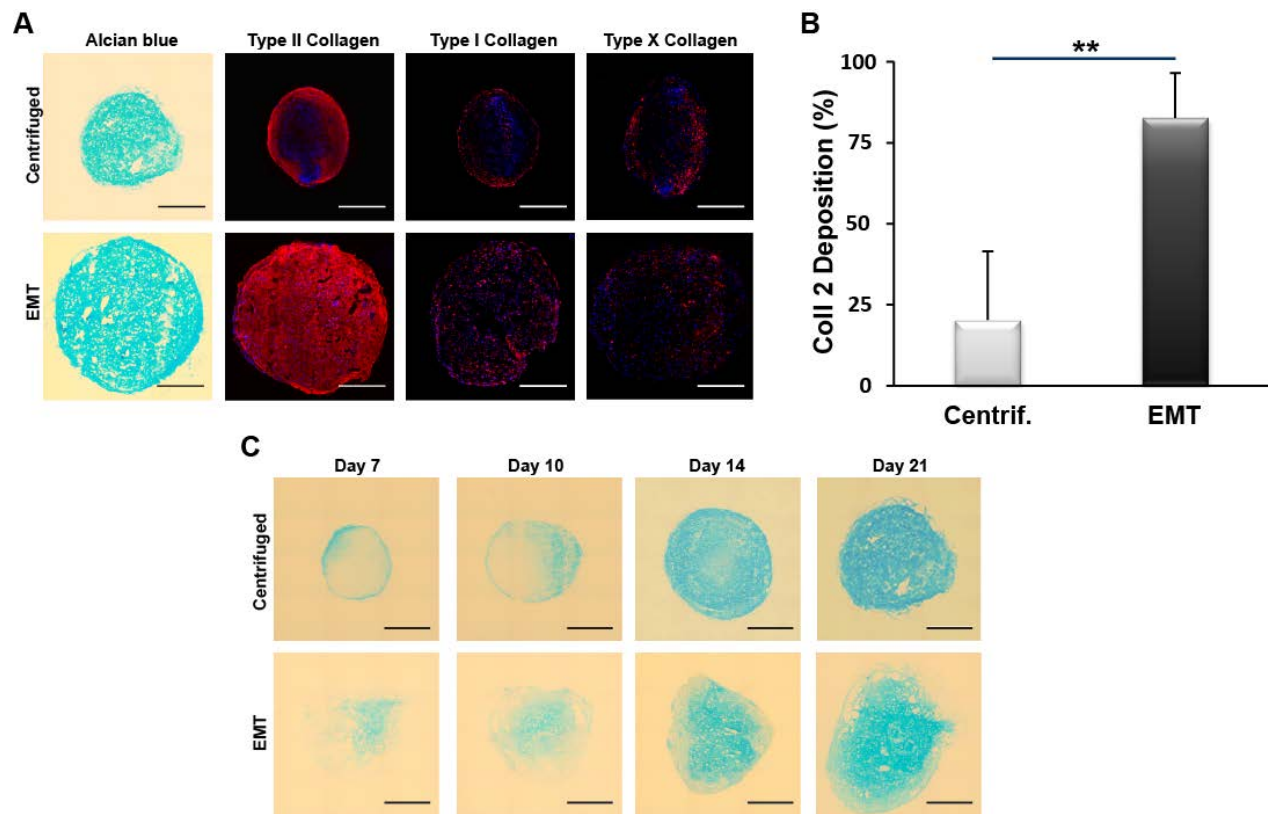 A
Alcian blue Type II Collagen Type I Collagen Type X Collagen
Centrifuged
EMT
B
**
Coll 2 Deposition (%)
100
75
50
25
0
Centrif. EMT
C
Day 7 Day 10 Day 14 Day 21
Centrifuged
EMT